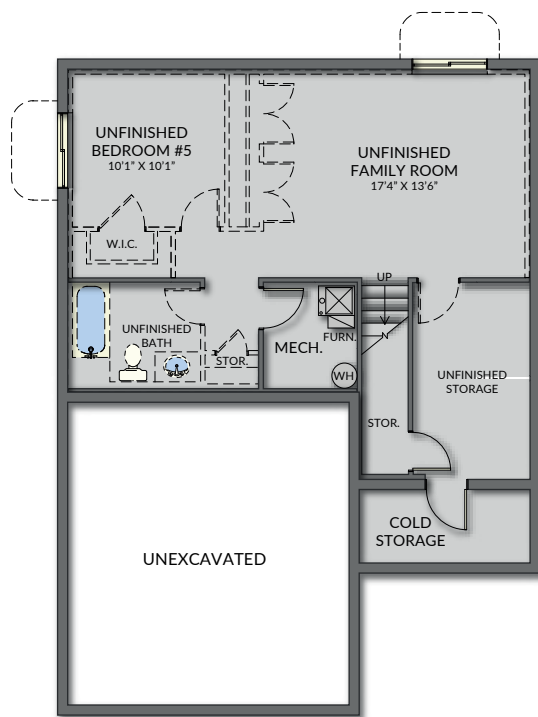 UNFINISHED
BEDROOM #5
10'1" X 10'1"
UNFINISHED
FAMILY ROOM
17'4" X 13'6"
W.I.C.
UP
UNFINISHED
BATH
STOR.
MECH.
FURN.
WH
N
STOR.
UNFINISHED
STORAGE
COLD
STORAGE
UNEXCAVATED